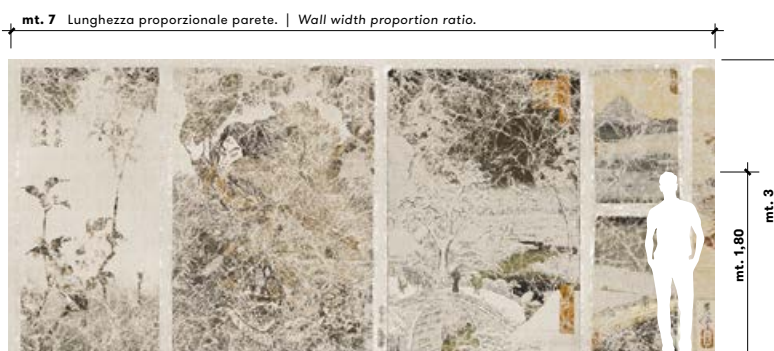 mt. 7 Lunghezza proporzionale parete. | Wall width proportion ratio.
mt. 1,80
mt. 3